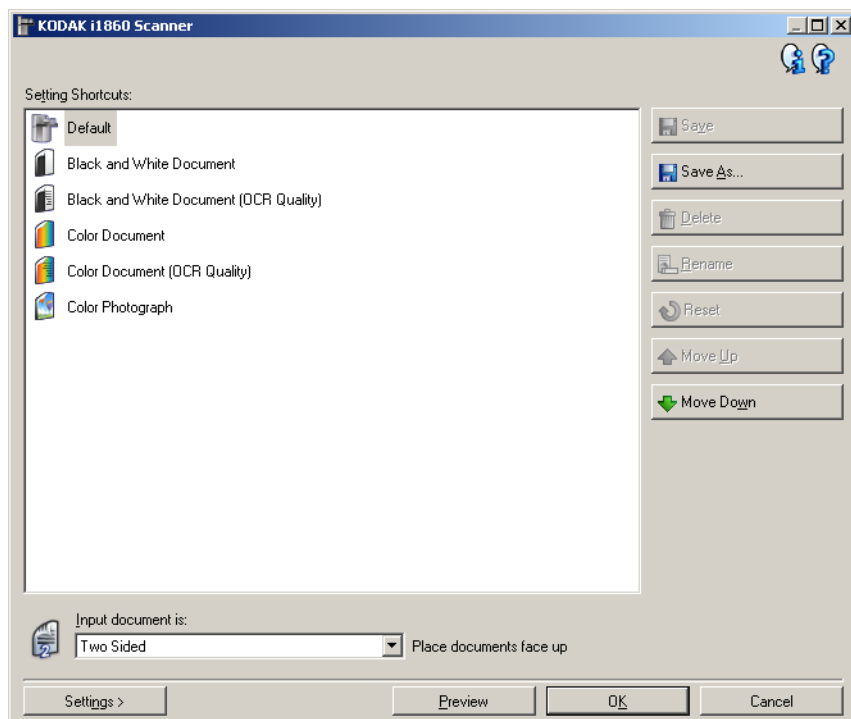 KODAK i1860 Scanner
Setting Shortcuts:
Default
Black and White Document
Black and White Document (OCR Quality)
Color Document
Color Document (OCR Quality)
Color Photograph
Save
Save As...
Delete
Rename
Reset
Move Up
Move Down
Input document is:
2
Two Sided
Place documents face up
Settings >
Preview
OK
Cancel